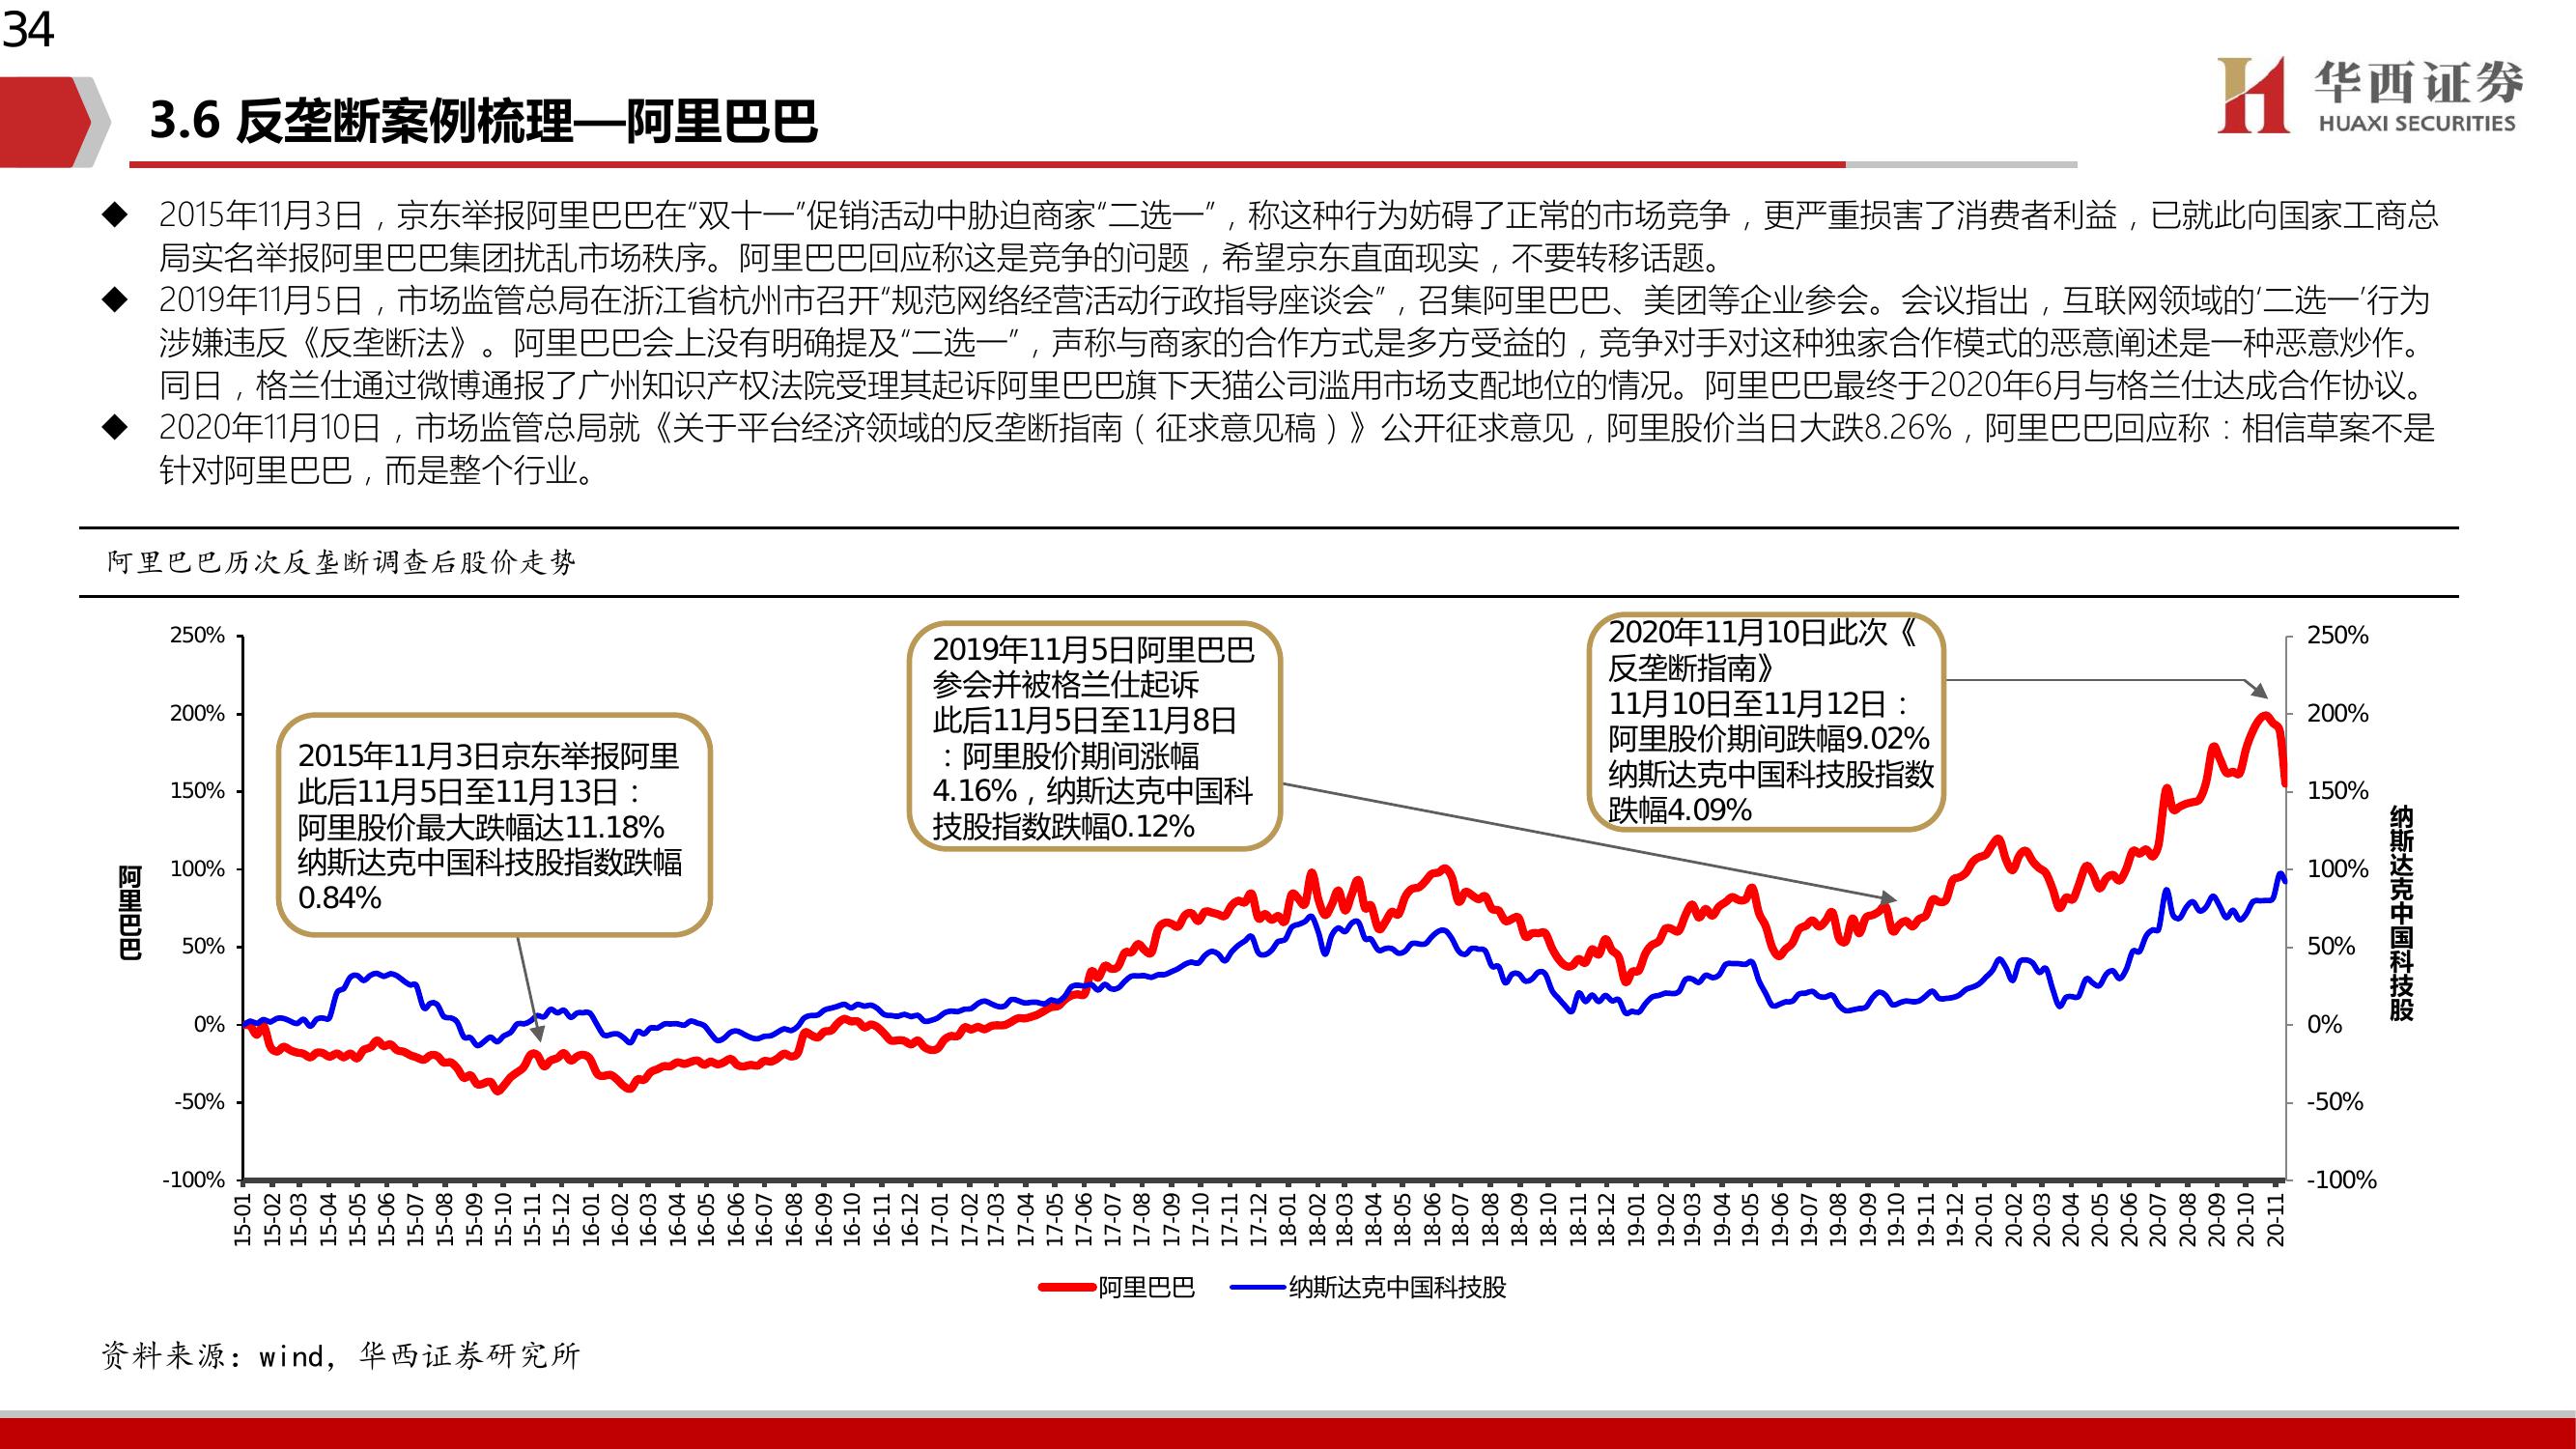 34
3.6 反垄断案例梳理—阿里巴巴
华西证券
HUAXI SECURITIES
◆ 2015年11月3日，京东举报阿里巴巴在“双十一”促销活动中胁迫商家“二选一”，称这种行为妨碍了正常的市场竞争，更严重损害了消费者利益，已就此向国家工商总
局实名举报阿里巴巴集团扰乱市场秩序。阿里巴巴回应称这是竞争的问题，希望京东直面现实，不要转移话题。
◆ 2019年11月5日，市场监管总局在浙江省杭州市召开“规范网络经营活动行政指导座谈会”，召集阿里巴巴、美团等企业参会。会议指出，互联网领域的‘二选一’行为
涉嫌违反《反垄断法》。阿里巴巴会上没有明确提及“二选一”，声称与商家的合作方式是多方受益的，竞争对手对这种独家合作模式的恶意阐述是一种恶意炒作。
同日，格兰仕通过微博通报了广州知识产权法院受理其起诉阿里巴巴旗下天猫公司滥用市场支配地位的情况。阿里巴巴最终于2020年6月与格兰仕达成合作协议。
◆ 2020年11月10日，市场监管总局就《关于平台经济领域的反垄断指南（征求意见稿）》公开征求意见，阿里股价当日大跌8.26%，阿里巴巴回应称：相信草案不是
针对阿里巴巴，而是整个行业。
阿里巴巴历次反垄断调查后股价走势
250%
200%
150%
100%
50%
0%
-50%
-100%
阿里巴巴
2015年11月3日京东举报阿里
此后11月5日至11月13日：
阿里股价最大跌幅达11.18%
纳斯达克中国科技股指数跌幅
0.84%
2019年11月5日阿里巴巴
参会并被格兰仕起诉
此后11月5日至11月8日
：阿里股价期间涨幅
4.16%，纳斯达克中国科
技股指数跌幅0.12%
2020年11月10日此次《
反垄断指南》
11月10日至11月12日：
阿里股价期间跌幅9.02%
纳斯达克中国科技股指数
跌幅4.09%
250%
200%
150%
100%
50%
0%
-50%
-100%
纳斯达克中国科技股
15-01
15-02
15-03
15-04
15-05
15-06
15-07
15-08
15-09
15-10
15-11
15-12
16-01
16-02
16-03
16-04
16-05
16-06
16-07
16-08
16-09
16-10
16-11
16-12
17-01
17-02
17-03
17-04
17-05
17-06
17-07
17-08
17-09
17-10
17-11
17-12
18-01
18-02
18-03
18-04
18-05
18-06
18-07
18-08
18-09
18-10
18-11
18-12
19-01
19-02
19-03
19-04
19-05
19-06
19-07
19-08
19-09
19-10
19-11
19-12
20-01
20-02
20-03
20-04
20-05
20-06
20-07
20-08
20-09
20-10
20-11
阿里巴巴
纳斯达克中国科技股
资料来源：wind，华西证券研究所